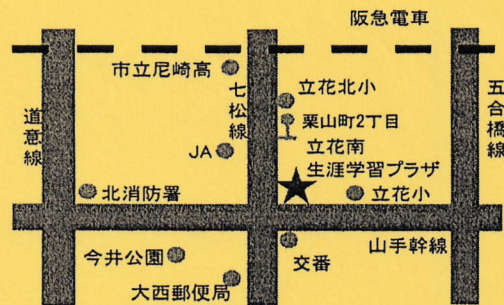 阪急電車
市立尼崎高
七松線
立花北小
道意線
栗山町2丁目
五合橋線
JA
立花南
生涯学習プラザ
北消防署
立花小
山手幹線
今井公園
交番
大西郵便局